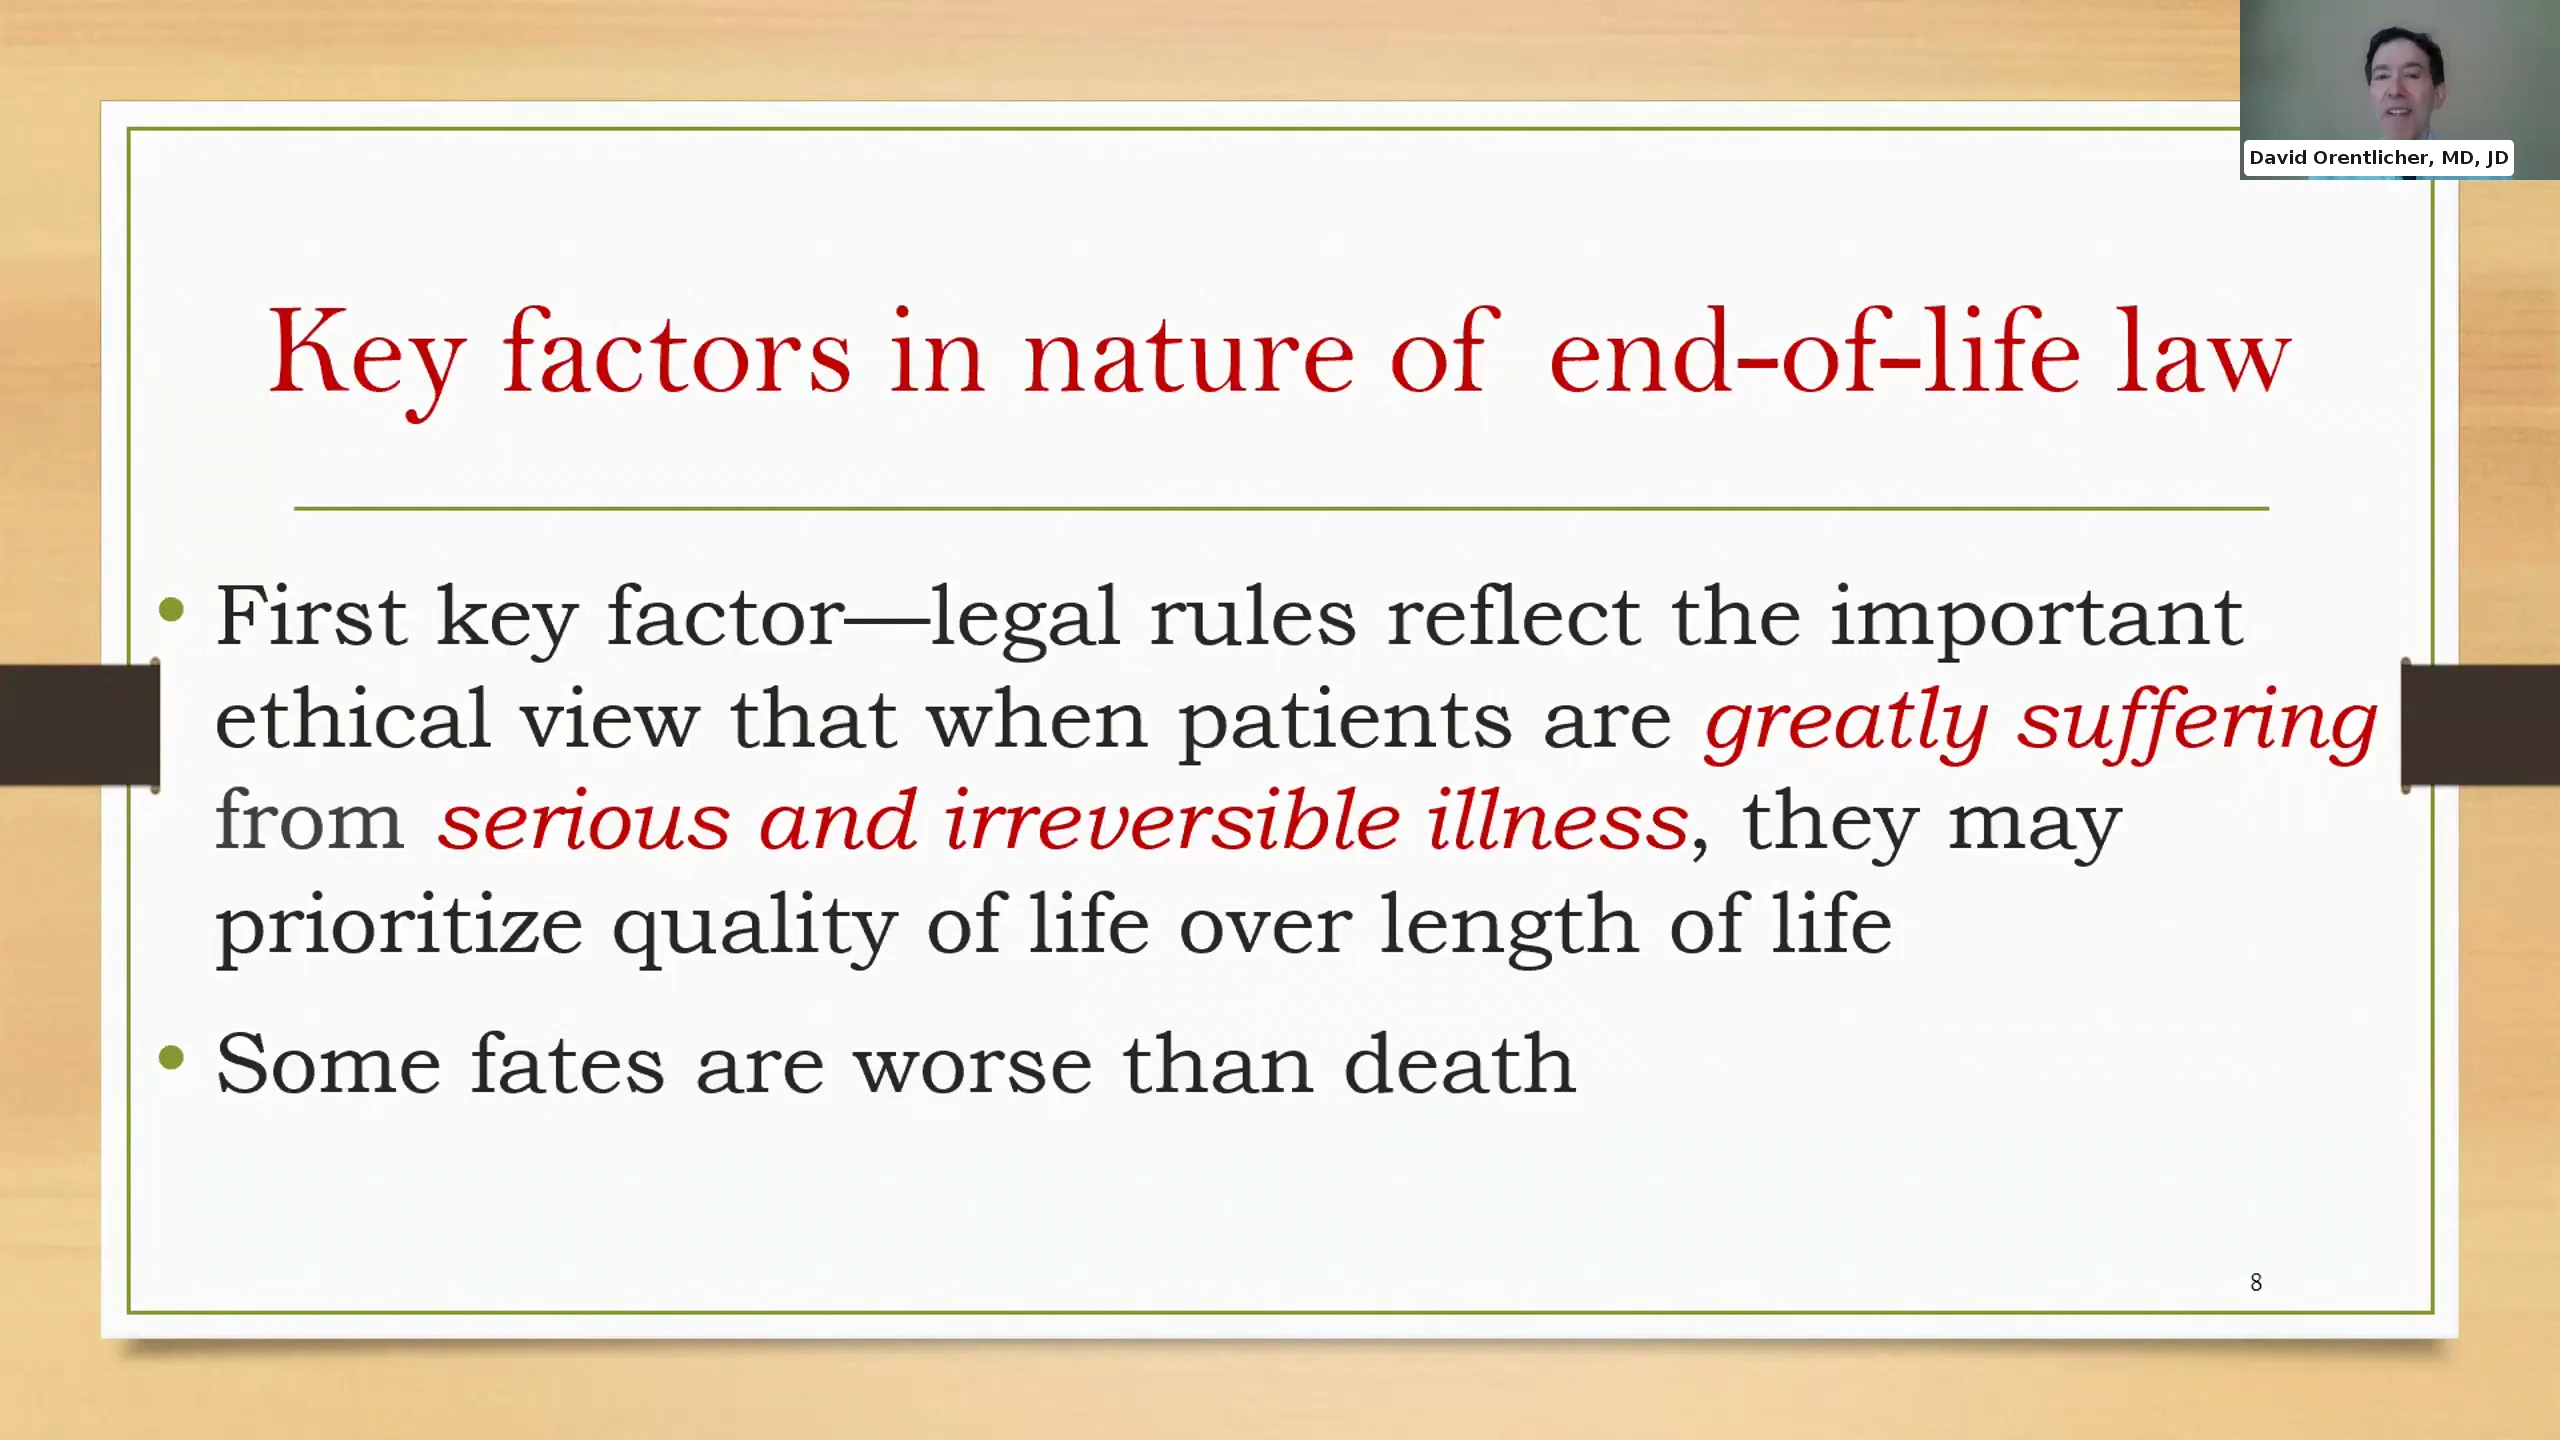 David Orentlicher, MD, JD
Key factors in nature of end-of-life law
• First key factor—legal rules reflect the important
ethical view that when patients are greatly suffering
from serious and irreversible illness, they may
prioritize quality of life over length of life
• Some fates are worse than death
8